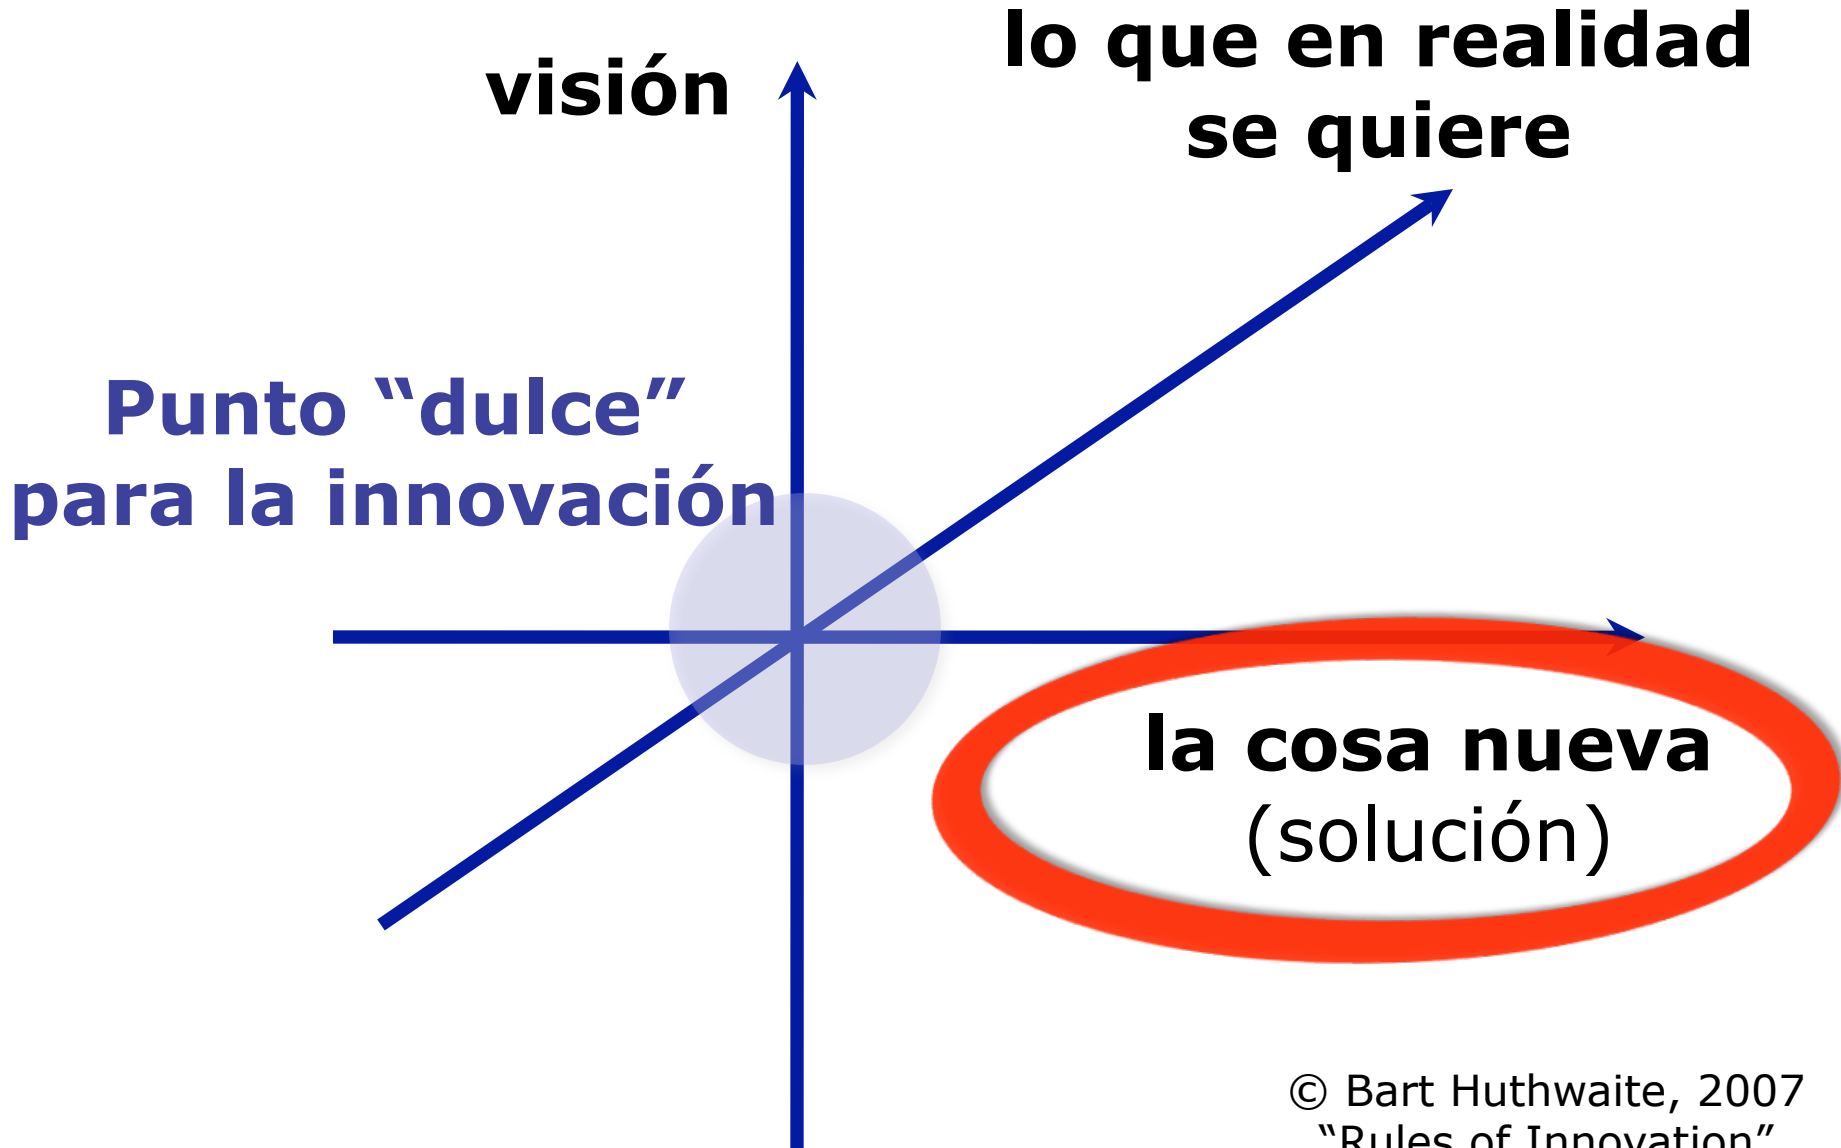 visión
lo que en realidad
se quiere
Punto “dulce”
para la innovación
la cosa nueva
(solución)
© Bart Huthwaite, 2007
“Rules of Innovation”